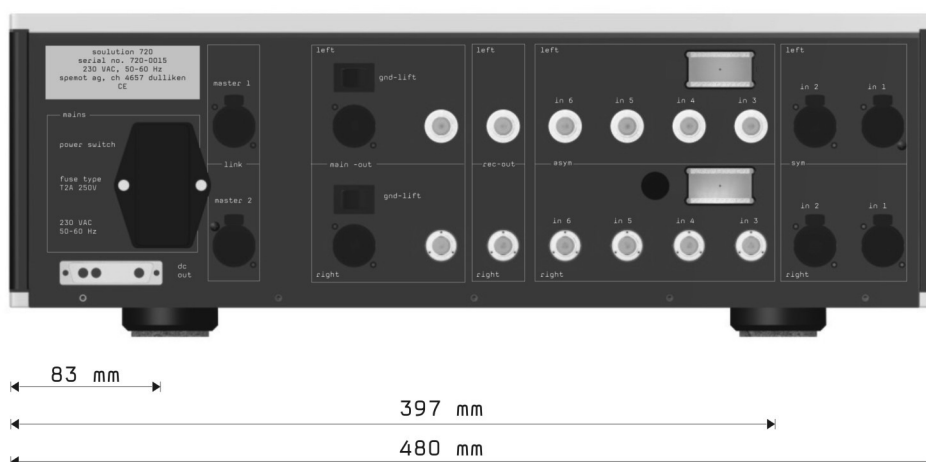 soulution 720
serial no. 720-0015
230 VAC, 50-60 Hz
spemot ag, ch 4657 dulliken
CE
mains
power switch
fuse type
T2A 250V
230 VAC
50-60 Hz
dc
out
master 1
link
master 2
left
gnd-lift
main -out
gnd-lift
right
left
rec-out
right
left
in 6 in 5 in 4 in 3
asym
in 6 in 5 in 4 in 3
right
left
in 2 in 1
sym
in 2 in 1
right
83 mm
397 mm
480 mm